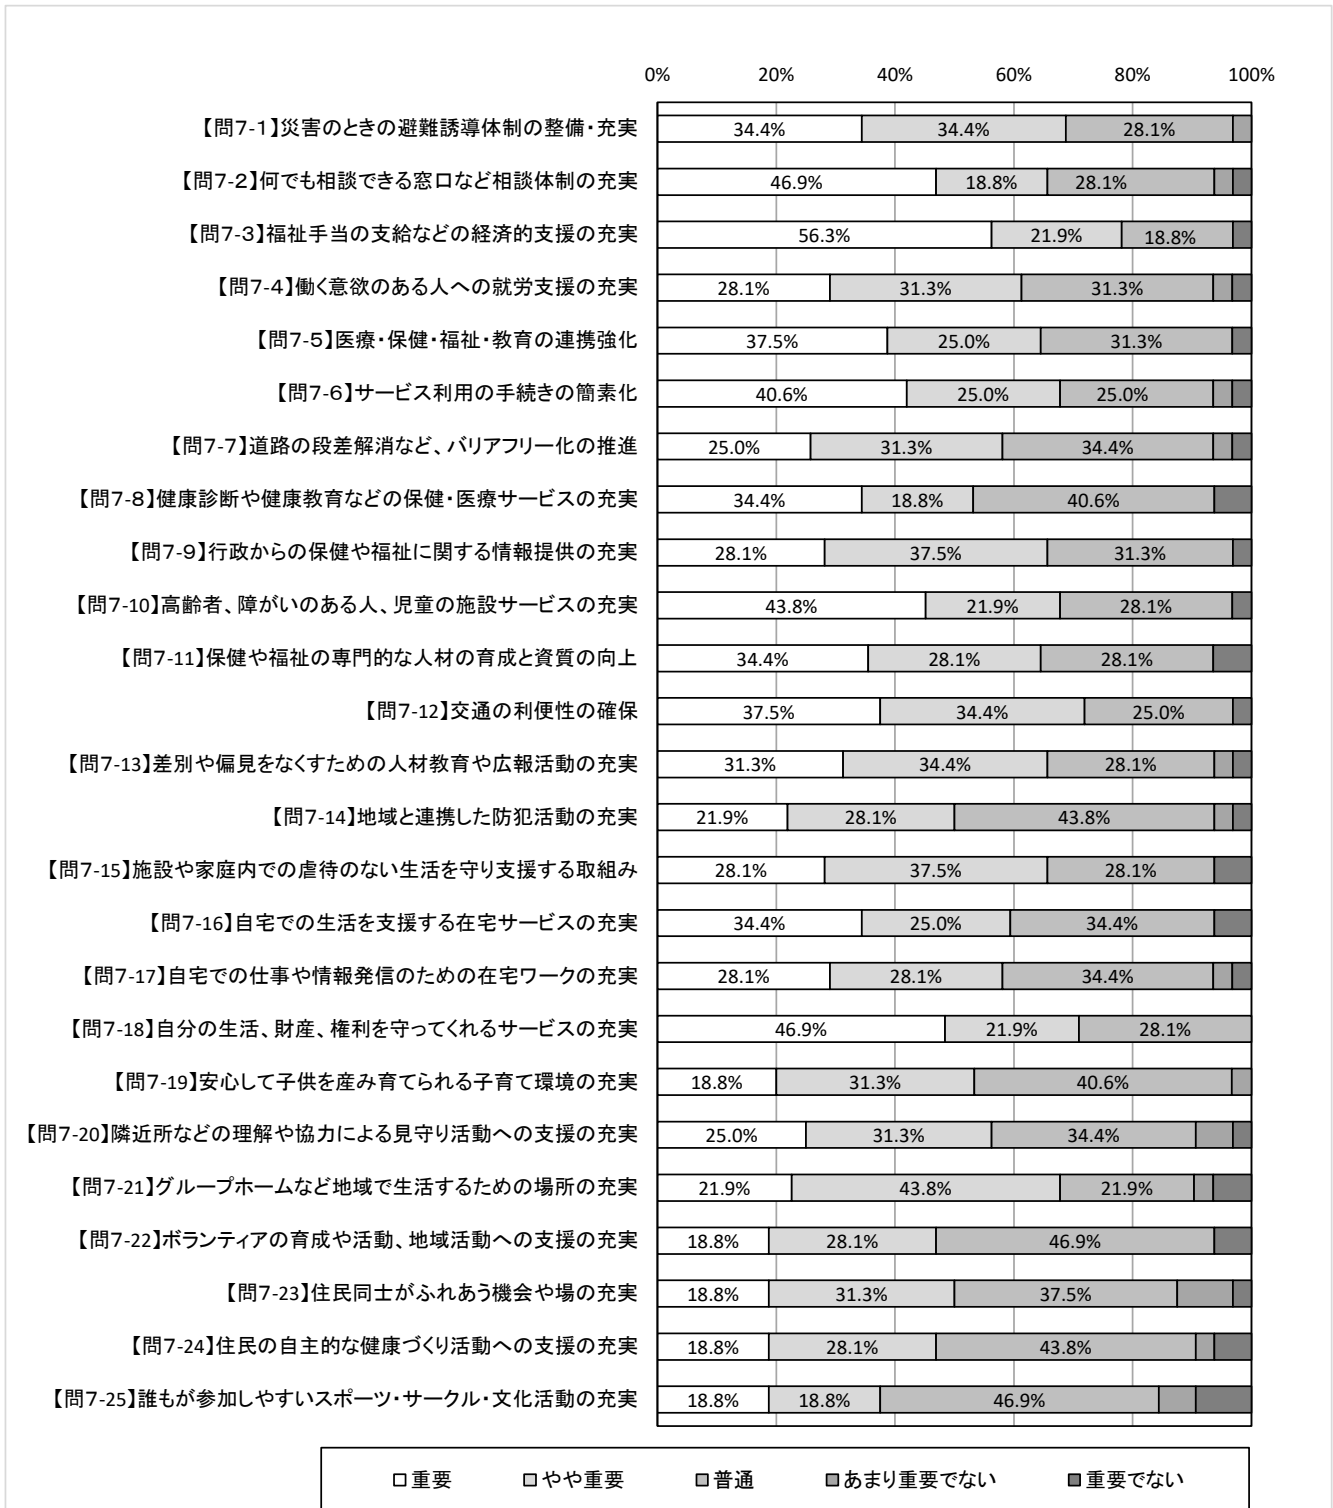 0% 20% 40% 60% 80% 100%
【問7-1】災害のときの避難誘導体制の整備・充実 34.4% 34.4% 28.1%
【問7-2】何でも相談できる窓口など相談体制の充実 46.9% 18.8% 28.1%
【問7-3】福祉手当の支給などの経済的支援の充実 56.3% 21.9% 18.8%
【問7-4】働く意欲のある人への就労支援の充実 28.1% 31.3% 31.3%
【問7-5】医療・保健・福祉・教育の連携強化 37.5% 25.0% 31.3%
【問7-6】サービス利用の手続きの簡素化 40.6% 25.0% 25.0%
【問7-7】道路の段差解消など、バリアフリー化の推進 25.0% 31.3% 34.4%
【問7-8】健康診断や健康教育などの保健・医療サービスの充実 34.4% 18.8% 40.6%
【問7-9】行政からの保健や福祉に関する情報提供の充実 28.1% 37.5% 31.3%
【問7-10】高齢者、障がいのある人、児童の施設サービスの充実 43.8% 21.9% 28.1%
【問7-11】保健や福祉の専門的な人材の育成と資質の向上 34.4% 28.1% 28.1%
【問7-12】交通の利便性の確保 37.5% 34.4% 25.0%
【問7-13】差別や偏見をなくすための人材教育や広報活動の充実 31.3% 34.4% 28.1%
【問7-14】地域と連携した防犯活動の充実 21.9% 28.1% 43.8%
【問7-15】施設や家庭内での虐待のない生活を守り支援する取組み 28.1% 37.5% 28.1%
【問7-16】自宅での生活を支援する在宅サービスの充実 34.4% 25.0% 34.4%
【問7-17】自宅での仕事や情報発信のための在宅ワークの充実 28.1% 28.1% 34.4%
【問7-18】自分の生活、財産、権利を守ってくれるサービスの充実 46.9% 21.9% 28.1%
【問7-19】安心して子供を産み育てられる子育て環境の充実 18.8% 31.3% 40.6%
【問7-20】隣近所などの理解や協力による見守り活動への支援の充実 25.0% 31.3% 34.4%
【問7-21】グループホームなど地域で生活するための場所の充実 21.9% 43.8% 21.9%
【問7-22】ボランティアの育成や活動、地域活動への支援の充実 18.8% 28.1% 46.9%
【問7-23】住民同士がふれあう機会や場の充実 18.8% 31.3% 37.5%
【問7-24】住民の自主的な健康づくり活動への支援の充実 18.8% 28.1% 43.8%
【問7-25】誰もが参加しやすいスポーツ・サークル・文化活動の充実 18.8% 18.8% 46.9%
重要 やや重要 普通 あまり重要でない 重要でない